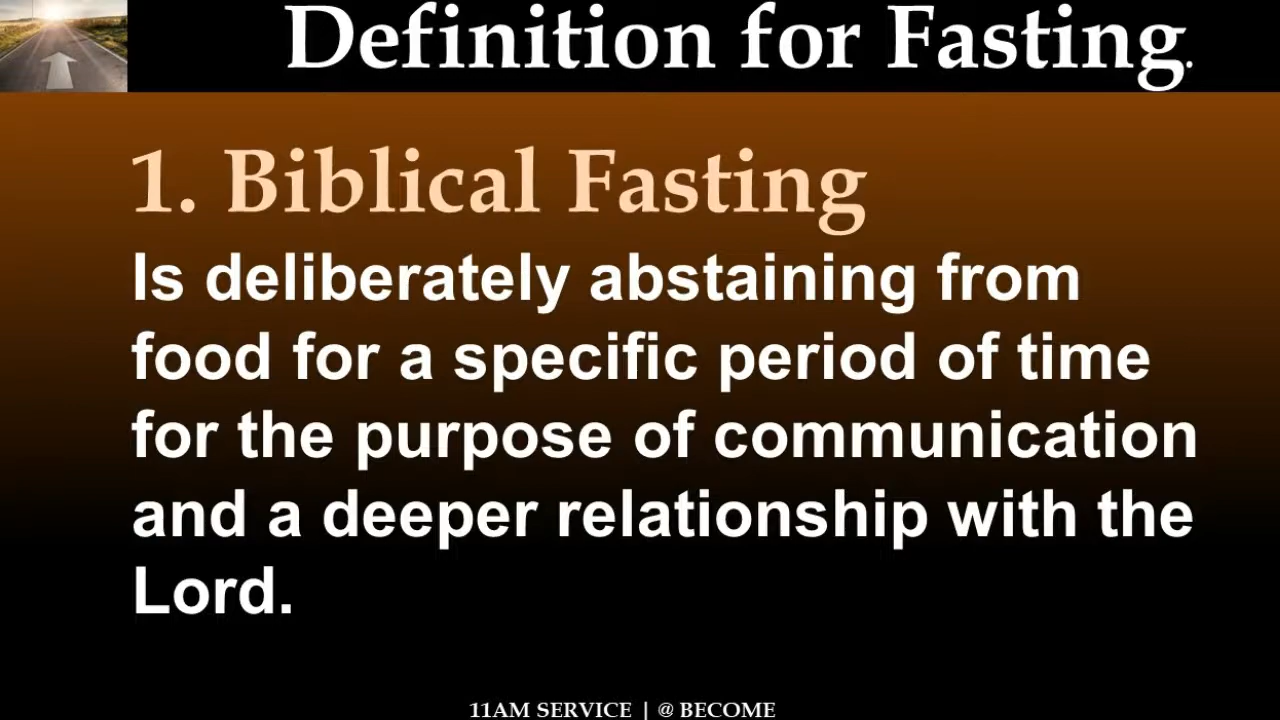 Definition for Fasting.
1. Biblical Fasting
Is deliberately abstaining from
food for a specific period of time
for the purpose of communication
and a deeper relationship with the
Lord.
11AM SERVICE | @ BECOME